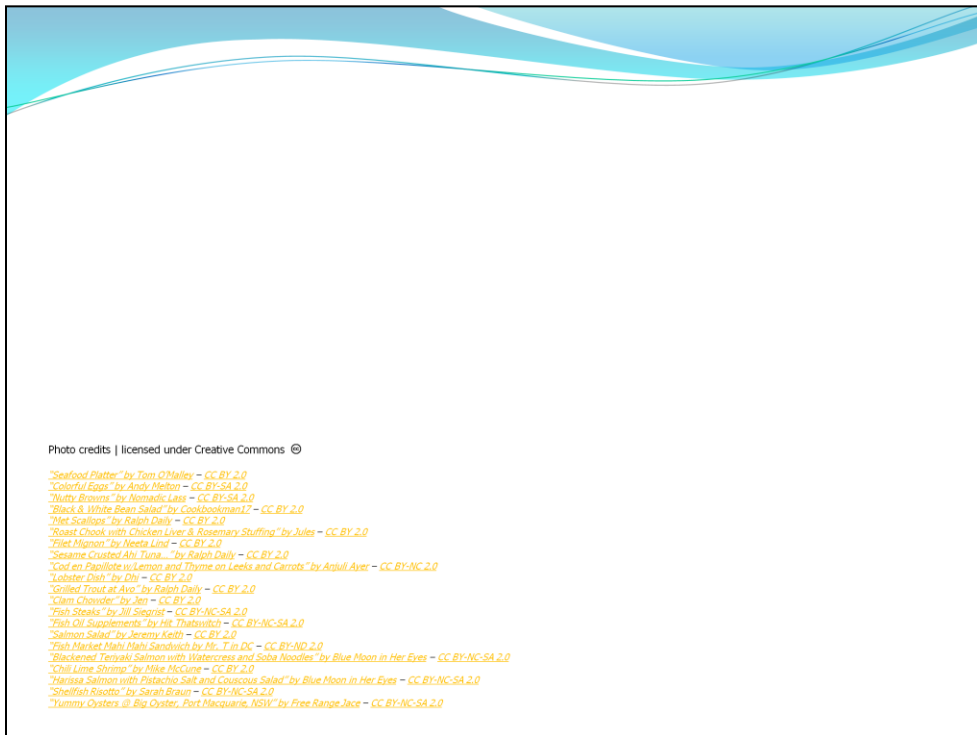 Photo credits | licensed under Creative Commons
"Seafood Platter" by Tom O'Malley – CC BY 2.0
"Colorful Eggs" by Andy Melton – CC BY-SA 2.0
"Nutty Browns" by Nomadic Lass – CC BY-SA 2.0
"Black & White Bean Salad" by Cookbookman17 – CC BY 2.0
"Met Scallops" by Ralph Daily – CC BY 2.0
"Roast Chook with Chicken Liver & Rosemary Stuffing" by Jules – CC BY 2.0
"Filet Mignon" by Neeta Lind – CC BY 2.0
"Sesame Crusted Ahi Tuna..." by Ralph Daily – CC BY 2.0
"Cod en Papillote w/Lemon and Thyme on Leeks and Carrots" by Anjuli Ayer – CC BY-NC 2.0
"Lobster Dish" by Dhi – CC BY 2.0
"Grilled Trout at Avo" by Ralph Daily – CC BY 2.0
"Clam Chowder" by Jen – CC BY 2.0
"Fish Steaks" by Jill Siegrist – CC BY-NC-SA 2.0
"Fish Oil Supplements" by Hit Thatswitch – CC BY-NC-SA 2.0
"Salmon Salad" by Jeremy Keith – CC BY 2.0
"Fish Market Mahi Mahi Sandwich by Mr. T in DC – CC BY-ND 2.0
"Blackened Teriyaki Salmon with Watercress and Soba Noodles" by Blue Moon in Her Eyes – CC BY-NC-SA 2.0
"Chili Lime Shrimp" by Mike McCune – CC BY 2.0
"Harissa Salmon with Pistachio Salt and Couscous Salad" by Blue Moon in Her Eyes – CC BY-NC-SA 2.0
"Shellfish Risotto" by Sarah Braun – CC BY-NC-SA 2.0
"Yummy Oysters @ Big Oyster, Port Macquarie, NSW" by Free Range Jace – CC BY-NC-SA 2.0